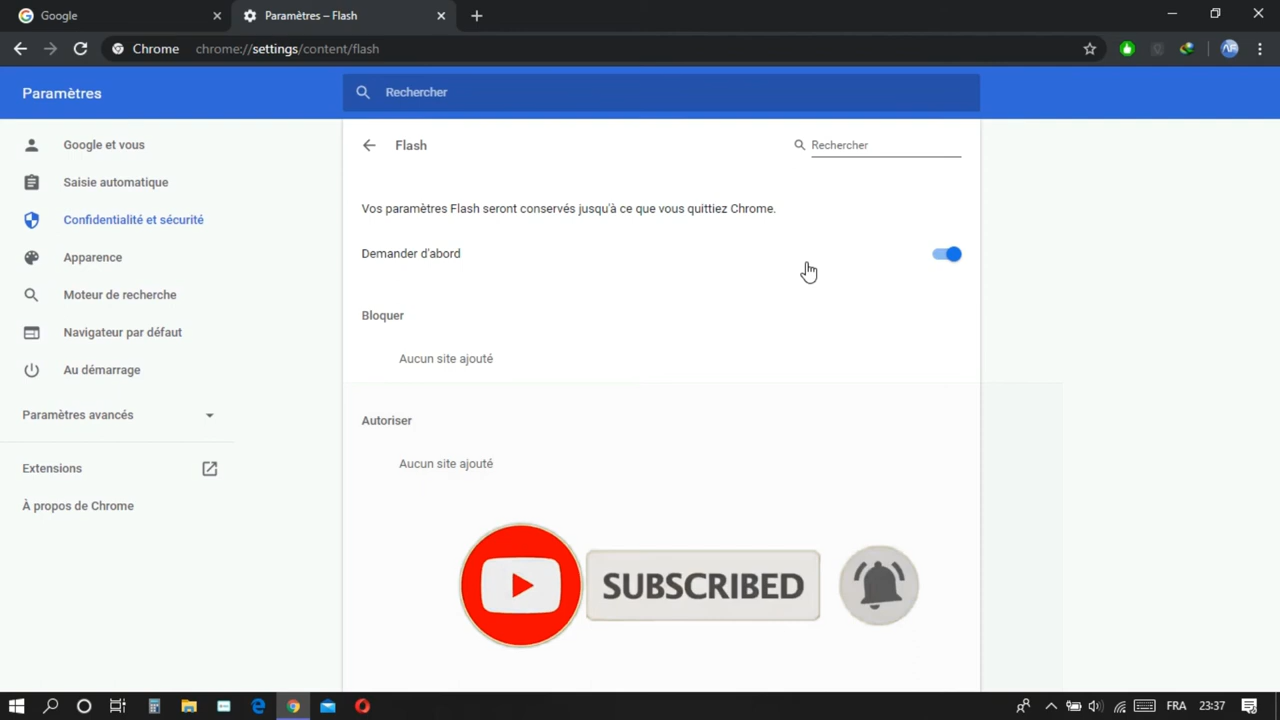 Google
Paramètres – Flash
Chrome
chrome://settings/content/flash
Paramètres
Rechercher
Google et vous
Saisie automatique
Confidentialité et sécurité
Apparence
Moteur de recherche
Navigateur par défaut
Au démarrage
Paramètres avancés
Extensions
À propos de Chrome
Flash
Rechercher
Vos paramètres Flash seront conservés jusqu'à ce que vous quittiez Chrome.
Demander d'abord
Bloquer
Aucun site ajouté
Autoriser
Aucun site ajouté
SUBSCRIBED
FRA
23:37